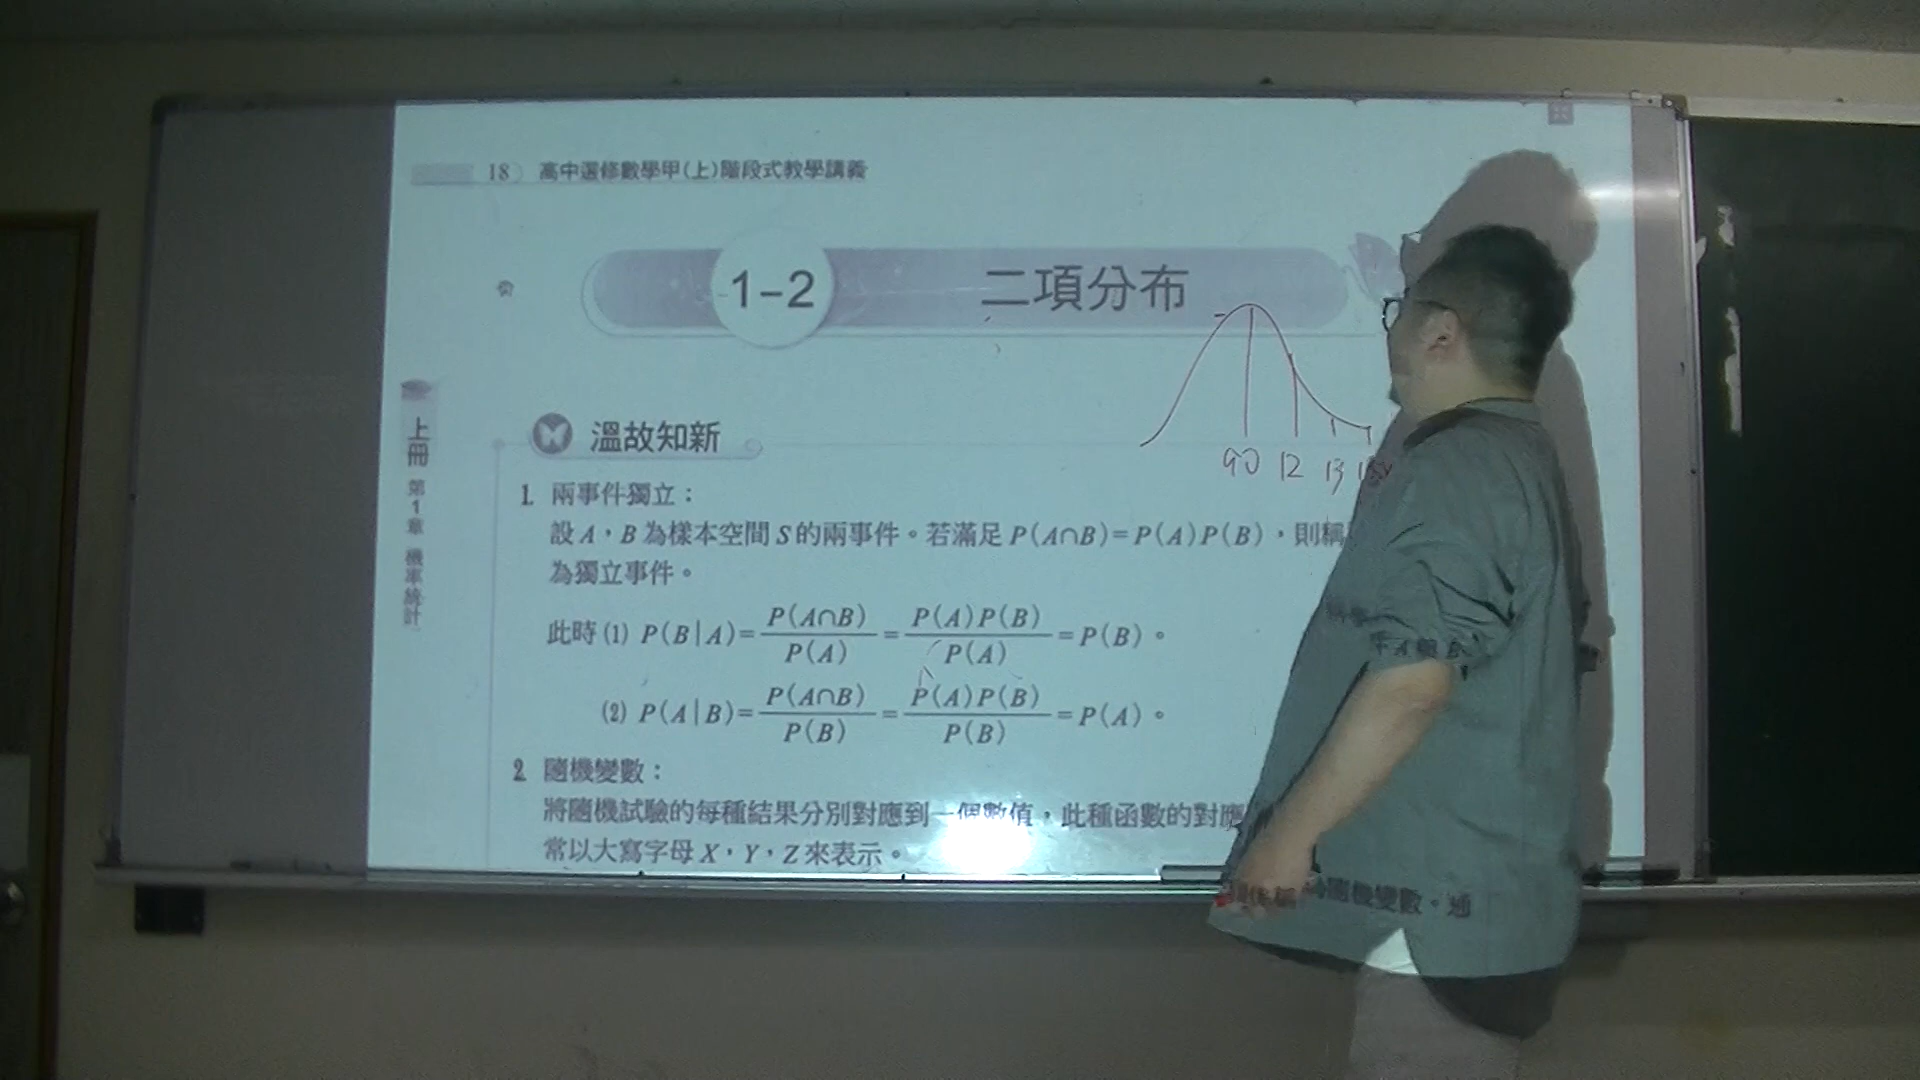 18 高中選修數學甲(上)階段式教學講義
1-2 二項分布
溫故知新
90 12 13
1. 兩事件獨立：
設A，B為樣本空間S的兩事件。若滿足P(A∩B)=P(A)P(B)，則稱
為獨立事件。
此時(1) P(B|A)=P(A∩B)/P(A)=P(A)P(B)/P(A)=P(B)。
(2) P(A|B)=P(A∩B)/P(B)=P(A)P(B)/P(B)=P(A)。
2. 隨機變數：
將隨機試驗的每種結果分別對應到一個數值，此種函數的對應
隨機變數。通
常以大寫字母X，Y，Z來表示。
上冊 第1章 機率統計